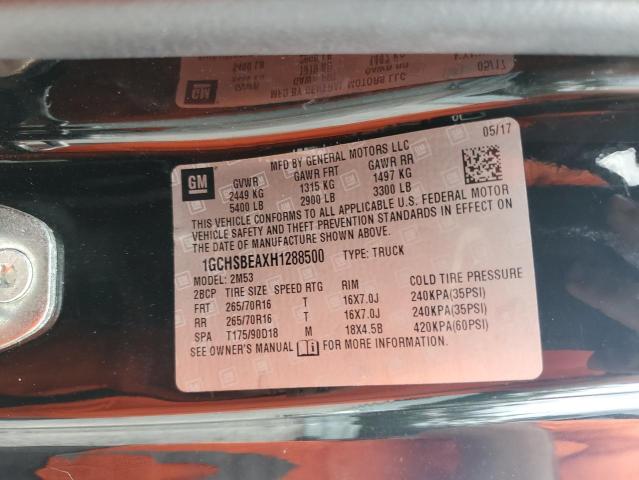 05/17
GM
MFD BY GENERAL MOTORS LLC
GVWR GAWR FRT GAWR RR
2449 KG 1315 KG 1497 KG
5400 LB 2900 LB 3300 LB
THIS VEHICLE CONFORMS TO ALL APPLICABLE U.S. FEDERAL MOTOR
VEHICLE SAFETY AND THEFT PREVENTION STANDARDS IN EFFECT ON
THE DATE OF MANUFACTURE SHOWN ABOVE.
1GCHSBEAXH1288500 TYPE: TRUCK
MODEL: 2M53
2BCP TIRE SIZE SPEED RTG RIM COLD TIRE PRESSURE
FRT 265/70R16 T 16X7.0J 240KPA(35PSI)
RR 265/70R16 T 16X7.0J 240KPA(35PSI)
SPA T175/90D18 M 18X4.5B 420KPA(60PSI)
SEE OWNER'S MANUAL FOR MORE INFORMATION.